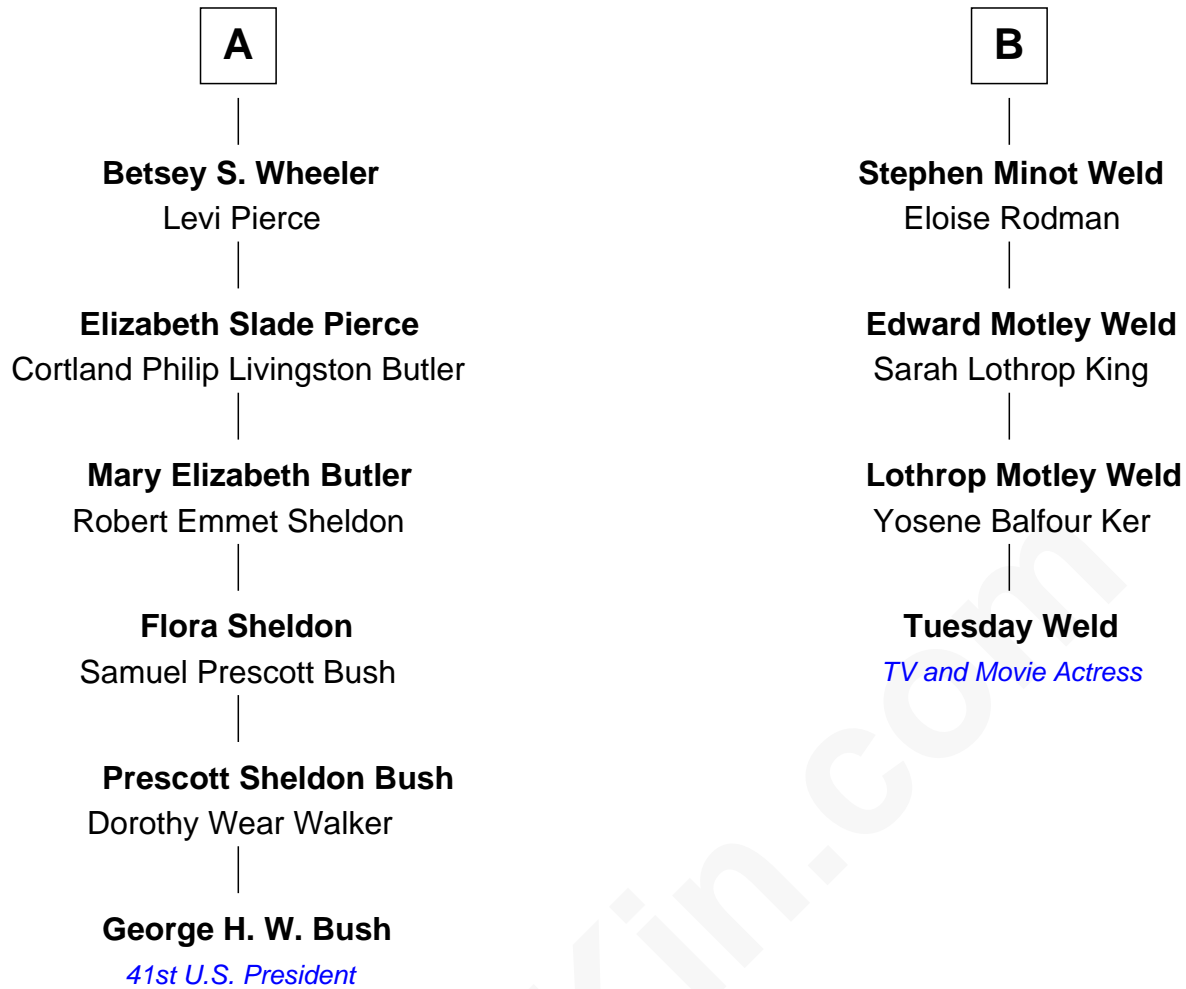 A
Betsey S. Wheeler
Levi Pierce
Elizabeth Slade Pierce
Cortland Philip Livingston Butler
Mary Elizabeth Butler
Robert Emmet Sheldon
Flora Sheldon
Samuel Prescott Bush
Prescott Sheldon Bush
Dorothy Wear Walker
George H. W. Bush
41st U.S. President
B
Stephen Minot Weld
Eloise Rodman
Edward Motley Weld
Sarah Lothrop King
Lothrop Motley Weld
Yosene Balfour Ker
Tuesday Weld
TV and Movie Actress
Kin.com